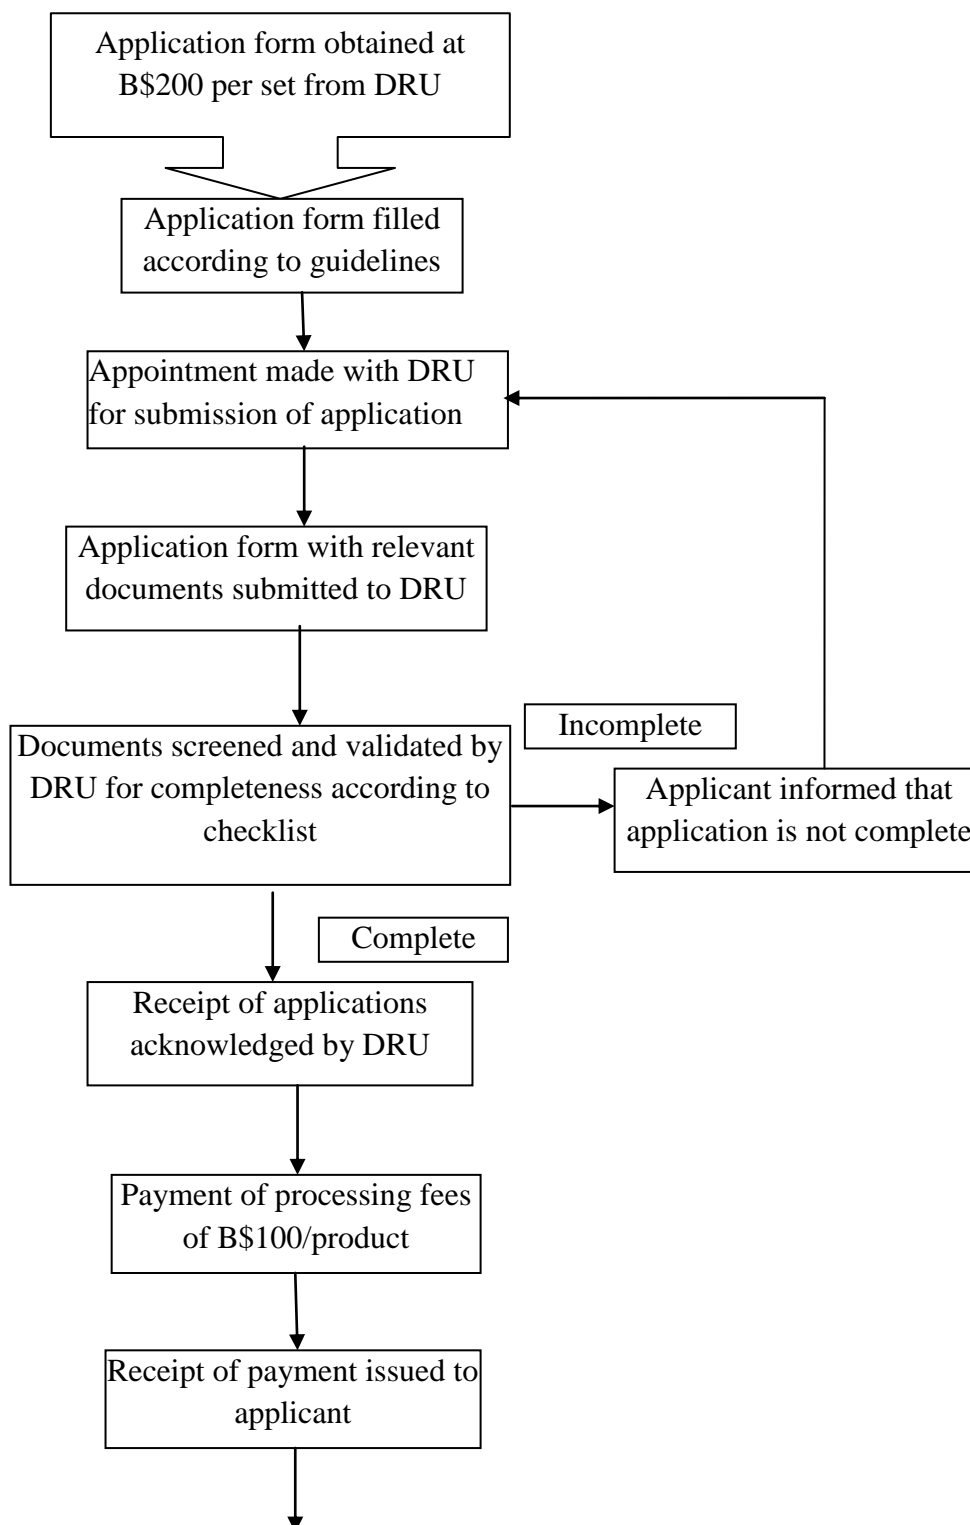 Application form obtained at
B$200 per set from DRU
Application form filled
according to guidelines
Appointment made with DRU
for submission of application
Application form with relevant
documents submitted to DRU
Incomplete
Documents screened and validated by
DRU for completeness according to
checklist
Applicant informed that
application is not complete
Complete
Receipt of applications
acknowledged by DRU
Payment of processing fees
of B$100/product
Receipt of payment issued to
applicant